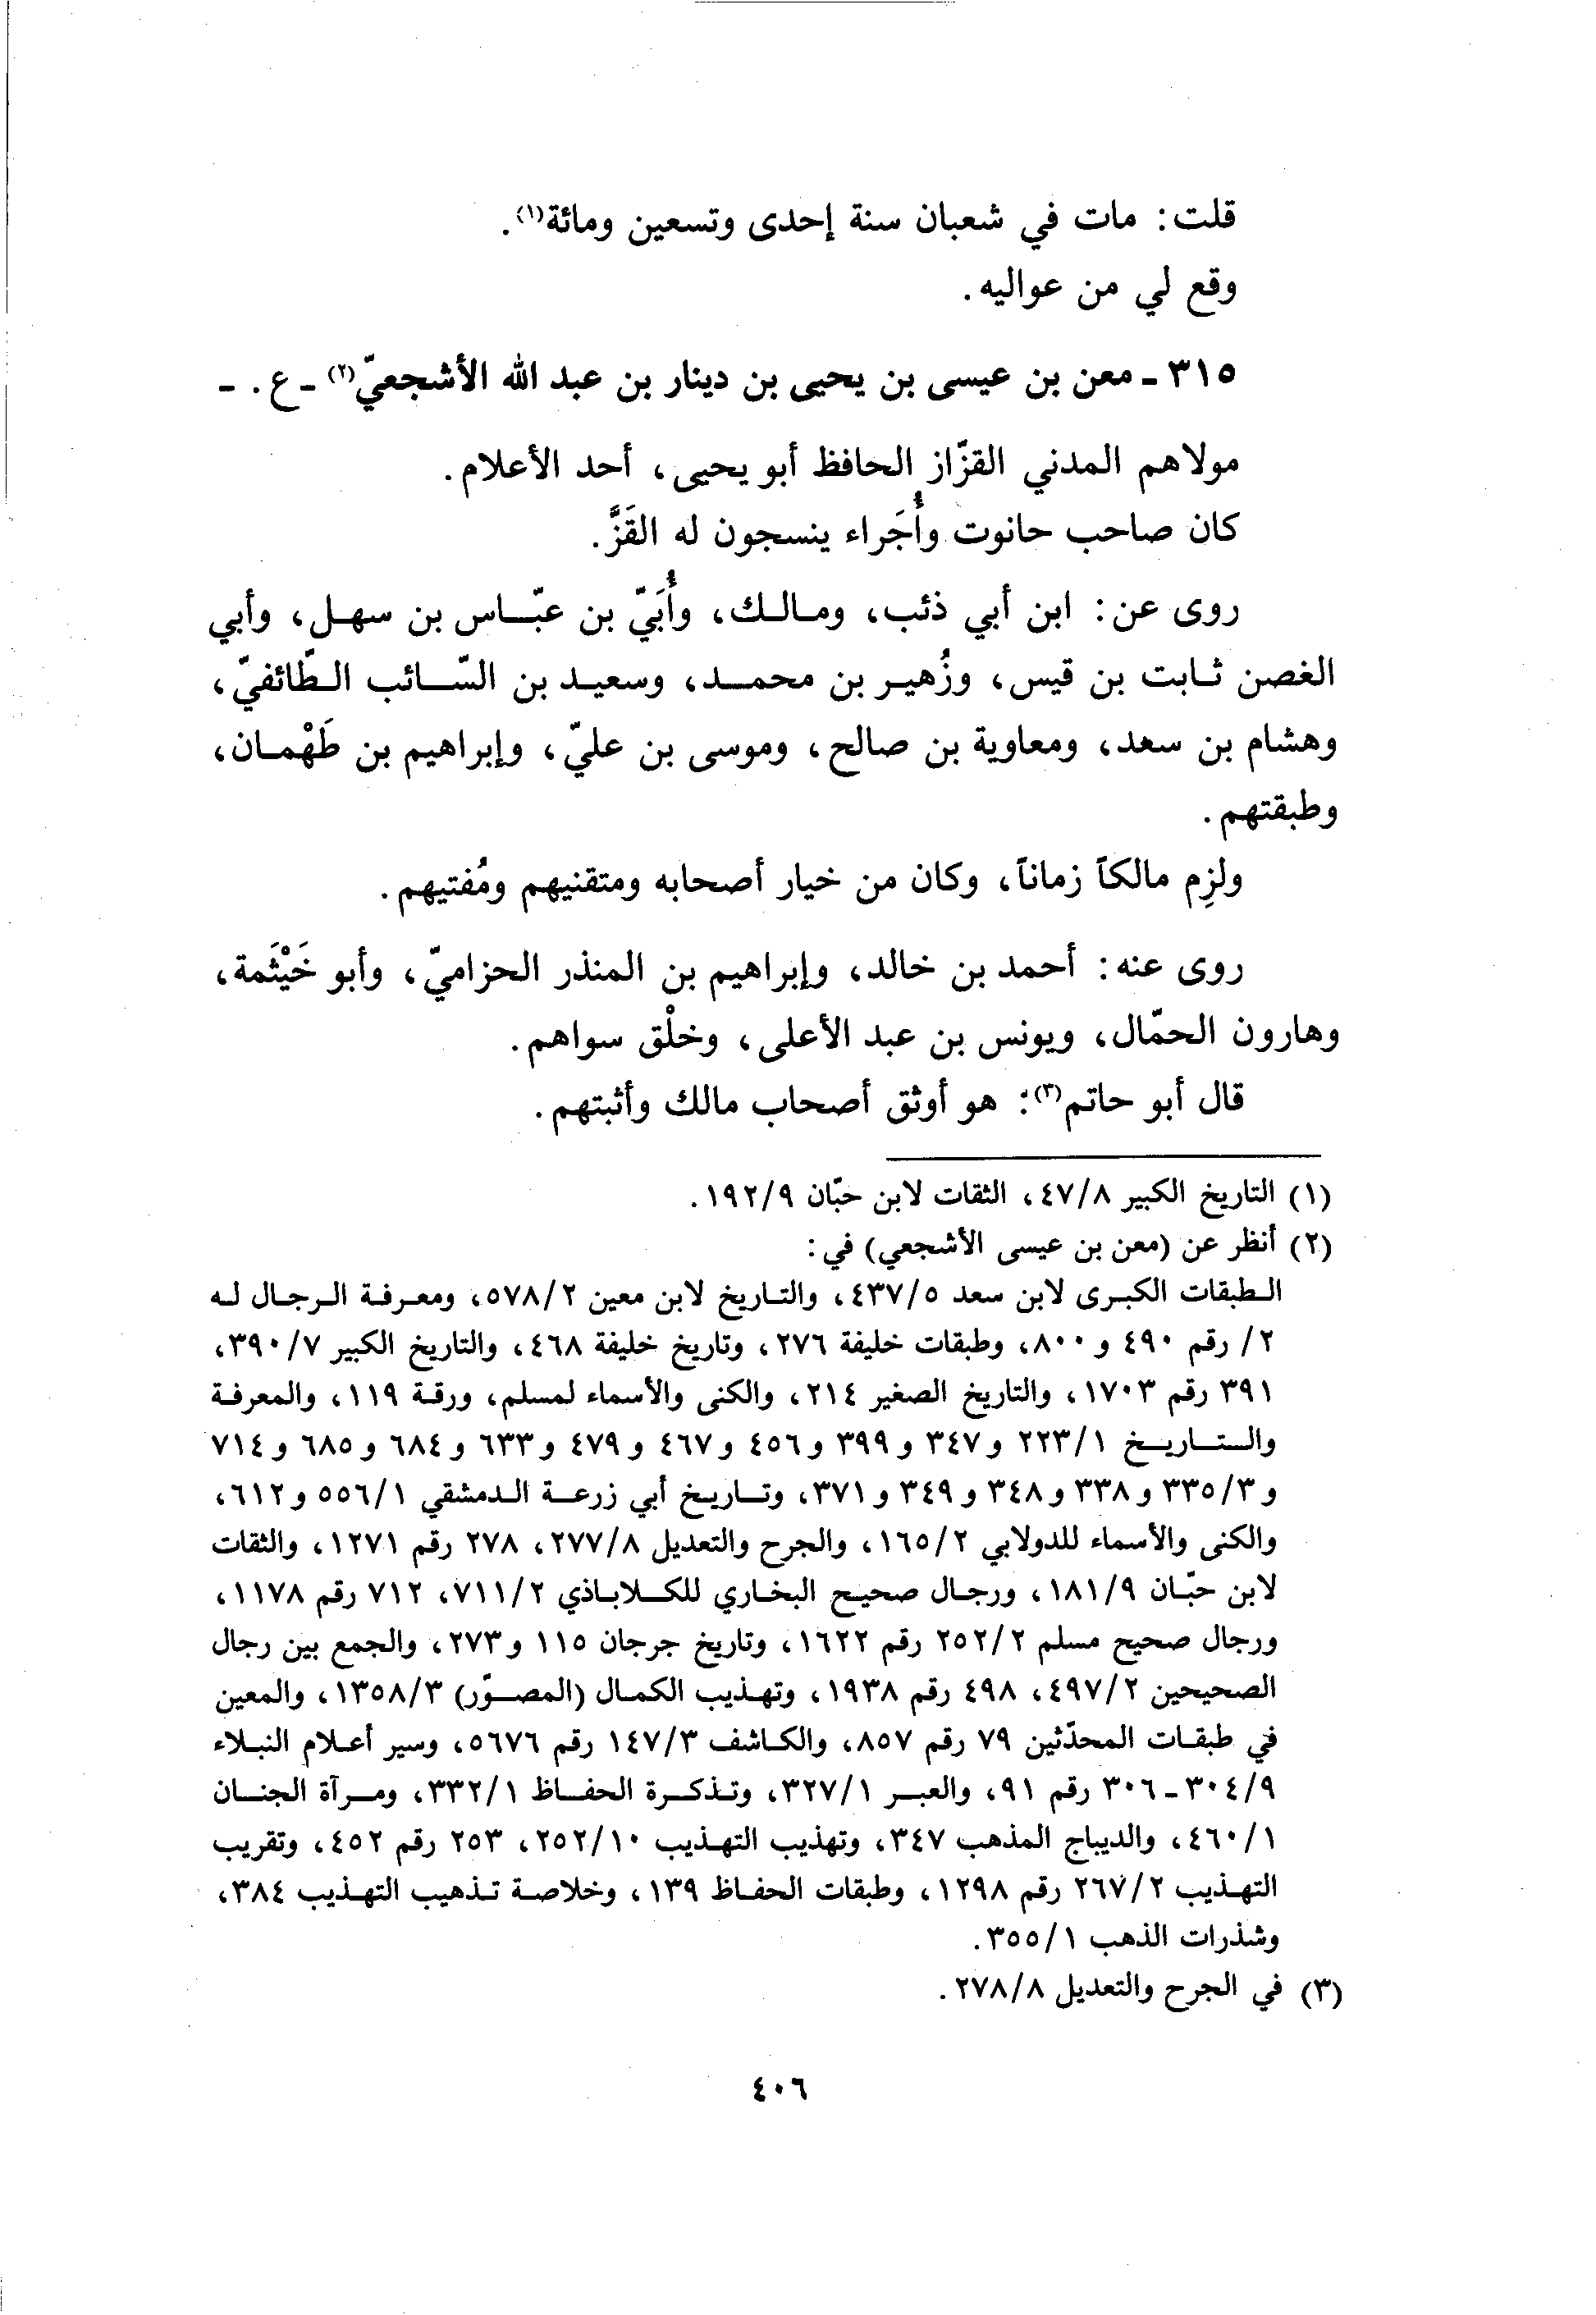 قلت: مات في شعبان سنة إحدى وتسعين ومائة(١).
وقع لي من عواليه.
٣١٥ ـ معن بن عيسى بن يحيى بن دينار بن عبد الله الأشجعيّ(٢) ـ ع. ـ
مولاهم المدني القزّاز الحافظ أبو يحيى، أحد الأعلام.
كان صاحب حانوت وأُجَراء ينسجون له القَزَّ.
روى عن: ابن أبي ذئب، ومالك، وأُبَيّ بن عبّاس بن سهل، وأبي
الغصن ثابت بن قيس، وزُهير بن محمد، وسعيد بن السّائب الطّائفيّ،
وهشام بن سعد، ومعاوية بن صالح، وموسى بن عليّ، وإبراهيم بن طَهْمان،
وطبقتهم.
ولزِم مالكاً زماناً، وكان من خيار أصحابه ومتقنيهم ومُفتيهم.
روى عنه: أحمد بن خالد، وإبراهيم بن المنذر الحزاميّ، وأبو خَيْثَمة،
وهارون الحمّال، ويونس بن عبد الأعلى، وخلْق سواهم.
قال أبو حاتم(٣): هو أوثق أصحاب مالك وأثبتهم.
(١) التاريخ الكبير ٤٧/٨، الثقات لابن حبّان ١٩٢/٩.
(٢) أنظر عن (معن بن عيسى الأشجعي) في:
الطبقات الكبرى لابن سعد ٤٣٧/٥، والتاريخ لابن معين ٥٧٨/٢، ومعرفة الرجال له
٢/ رقم ٤٩٠ و ٨٠٠، وطبقات خليفة ٢٧٦، وتاريخ خليفة ٤٦٨، والتاريخ الكبير ٣٩٠/٧،
٣٩١ رقم ١٧٠٣، والتاريخ الصغير ٢١٤، والكنى والأسماء لمسلم، ورقة ١١٩، والمعرفة
والتاريخ ٢٢٣/١ و٣٤٧ و٣٩٩ و٤٥٦ و٤٦٧ و٤٧٩ و٦٣٣ و٦٨٤ و٦٨٥ و٧١٤
و٣٣٥/٣ و٣٣٨ و٣٤٨ و٣٤٩ و٣٧١، وتاريخ أبي زرعة الدمشقي ٥٥٦/١ و٦١٢،
والكنى والأسماء للدولابي ١٦٥/٢، والجرح والتعديل ٢٧٧/٨، ٢٧٨ رقم ١٢٧١، والثقات
لابن حبّان ١٨١/٩، ورجال صحيح البخاري للكلاباذي ٧١١/٢، ٧١٢ رقم ١١٧٨،
ورجال صحيح مسلم ٢٥٢/٢ رقم ١٦٢٢، وتاريخ جرجان ١١٥ و٢٧٣، والجمع بين رجال
الصحيحين ٤٩٧/٢، ٤٩٨ رقم ١٩٣٨، وتهذيب الكمال (المصوّر) ١٣٥٨/٣، والمعين
في طبقات المحدّثين ٧٩ رقم ٨٥٧، والكاشف ١٤٧/٣ رقم ٥٦٧٦، وسير أعلام النبلاء
٣٠٤/٩ ـ ٣٠٦ رقم ٩١، والعبر ٣٢٧/١، وتذكرة الحفاظ ٣٣٢/١، ومرآة الجنان
٤٦٠/١، والديباج المذهب ٣٤٧، وتهذيب التهذيب ٢٥٢/١٠، ٢٥٣ رقم ٤٥٢، وتقريب
التهذيب ٢٦٧/٢ رقم ١٢٩٨، وطبقات الحفاظ ١٣٩، وخلاصة تذهيب التهذيب ٣٨٤،
وشذرات الذهب ٣٥٥/١.
(٣) في الجرح والتعديل ٢٧٨/٨.
٤٠٦